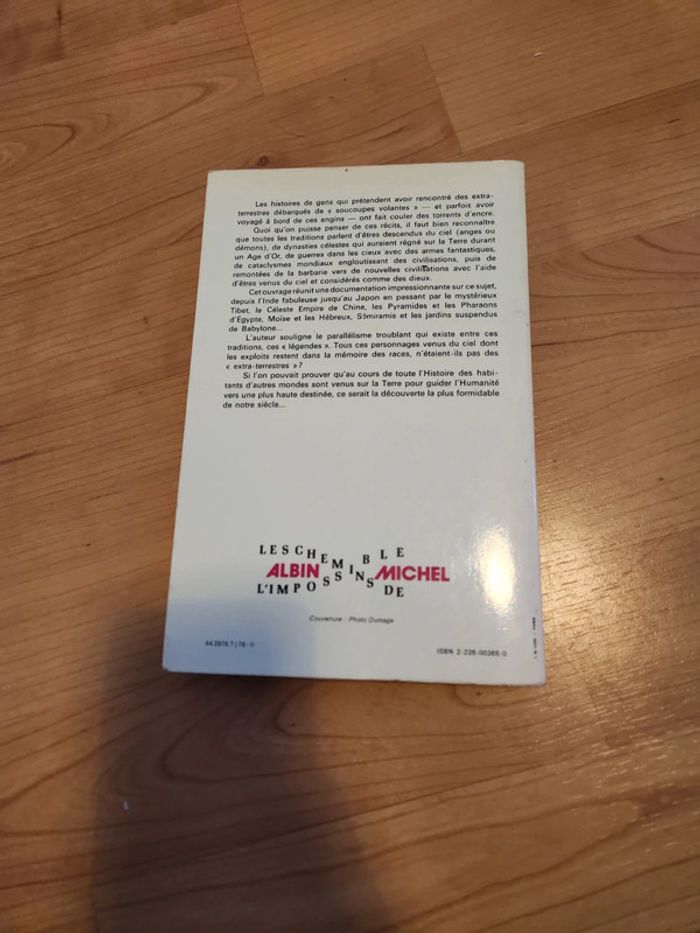 Les histoires de gens qui prétendent avoir rencontré des extra-
terrestres débarqués de « soucoupes volantes » — et parfois avoir
voyagé à bord de ces engins — ont fait couler des torrents d'encre.
Quoi qu'on puisse penser de ces récits, il faut bien reconnaître
que toutes les traditions parlent d'êtres descendus du ciel (anges ou
démons), de dynasties célestes qui auraient régné sur la Terre durant
un Age d'Or, de guerres dans les cieux avec des armes fantastiques,
de cataclysmes mondiaux engloutissant des civilisations, puis de
remontées de la barbarie vers de nouvelles civilisations avec l'aide
d'êtres venus du ciel et considérés comme des dieux.
Cet ouvrage réunit une documentation impressionnante sur ce sujet,
depuis l'Inde fabuleuse jusqu'au Japon en passant par le mystérieux
Tibet, le Céleste Empire de Chine, les Pyramides et les Pharaons
d'Égypte, Moïse et les Hébreux, Sémiramis et les jardins suspendus
de Babylone...
L'auteur souligne le parallélisme troublant qui existe entre ces
traditions, ces « légendes ». Tous ces personnages venus du ciel dont
les exploits restent dans la mémoire des races, n'étaient-ils pas des
« extra-terrestres » ?
Si l'on pouvait prouver qu'au cours de toute l'Histoire des habi-
tants d'autres mondes sont venus sur la Terre pour guider l'Humanité
vers une plus haute destinée, ce serait la découverte la plus formidable
de notre siècle...
LES CHEMINS DE
L'IMPOSSIBLE
ALBIN MICHEL
Couverture : Photo Dumage
ISBN 2-226-00265-0